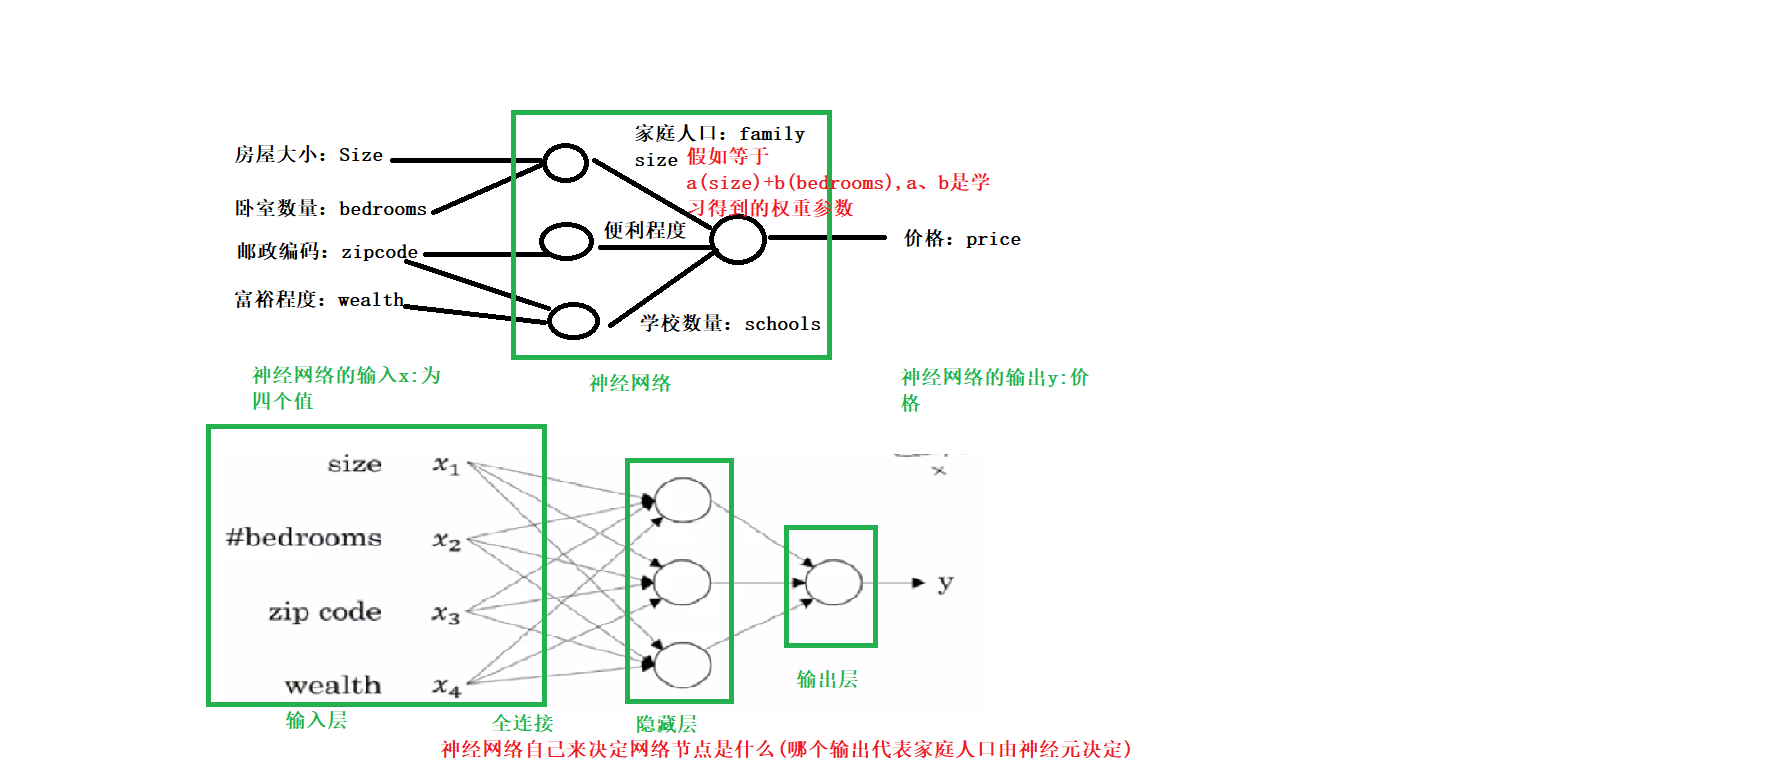 家庭人口：family
房屋大小：Size
size 假如等于
a(size)+b(bedrooms),a、b是学
习得到的权重参数
卧室数量：bedrooms
便利程度
邮政编码：zipcode
价格：price
富裕程度：wealth
学校数量：schools
神经网络的输入x:为
四个值
神经网络
神经网络的输出y:价
格
size x1
x
#bedrooms x2
zip code x3
wealth x4
y
输出层
输入层
全连接
隐藏层
神经网络自己来决定网络节点是什么(哪个输出代表家庭人口由神经元决定)